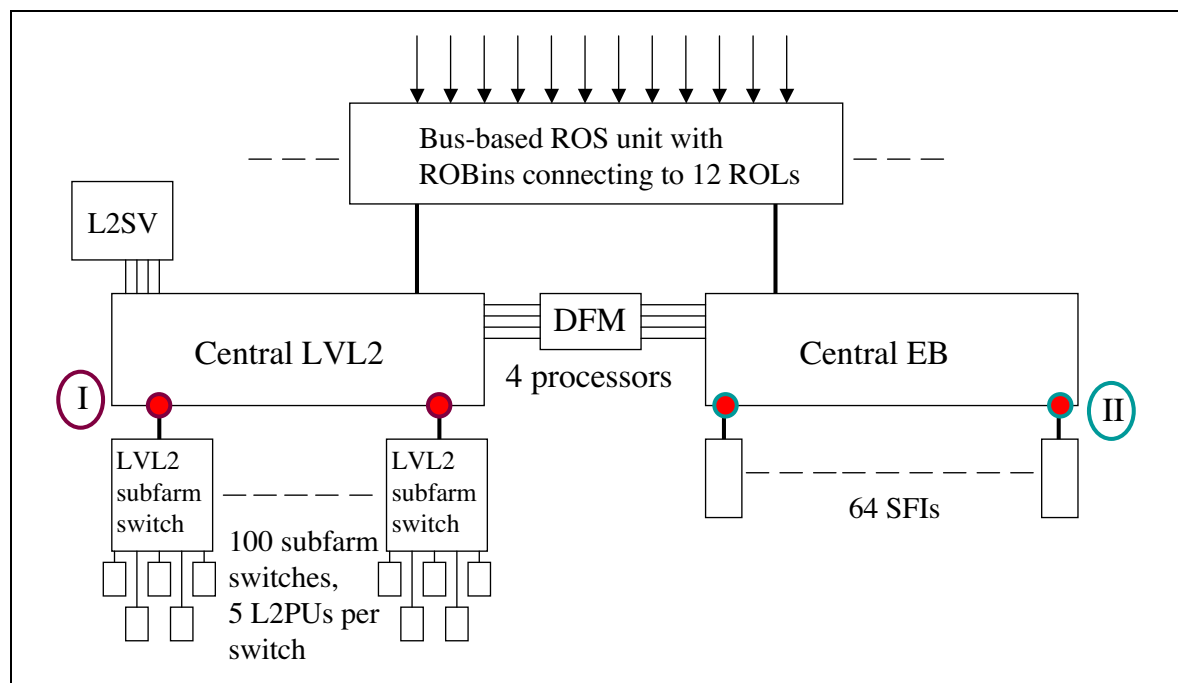 Bus-based ROS unit with
ROBins connecting to 12 ROLs
L2SV
Central LVL2
DFM
4 processors
Central EB
I
II
LVL2
subfarm
switch
LVL2
subfarm
switch
100 subfarm
switches,
5 L2PUs per
switch
64 SFIs